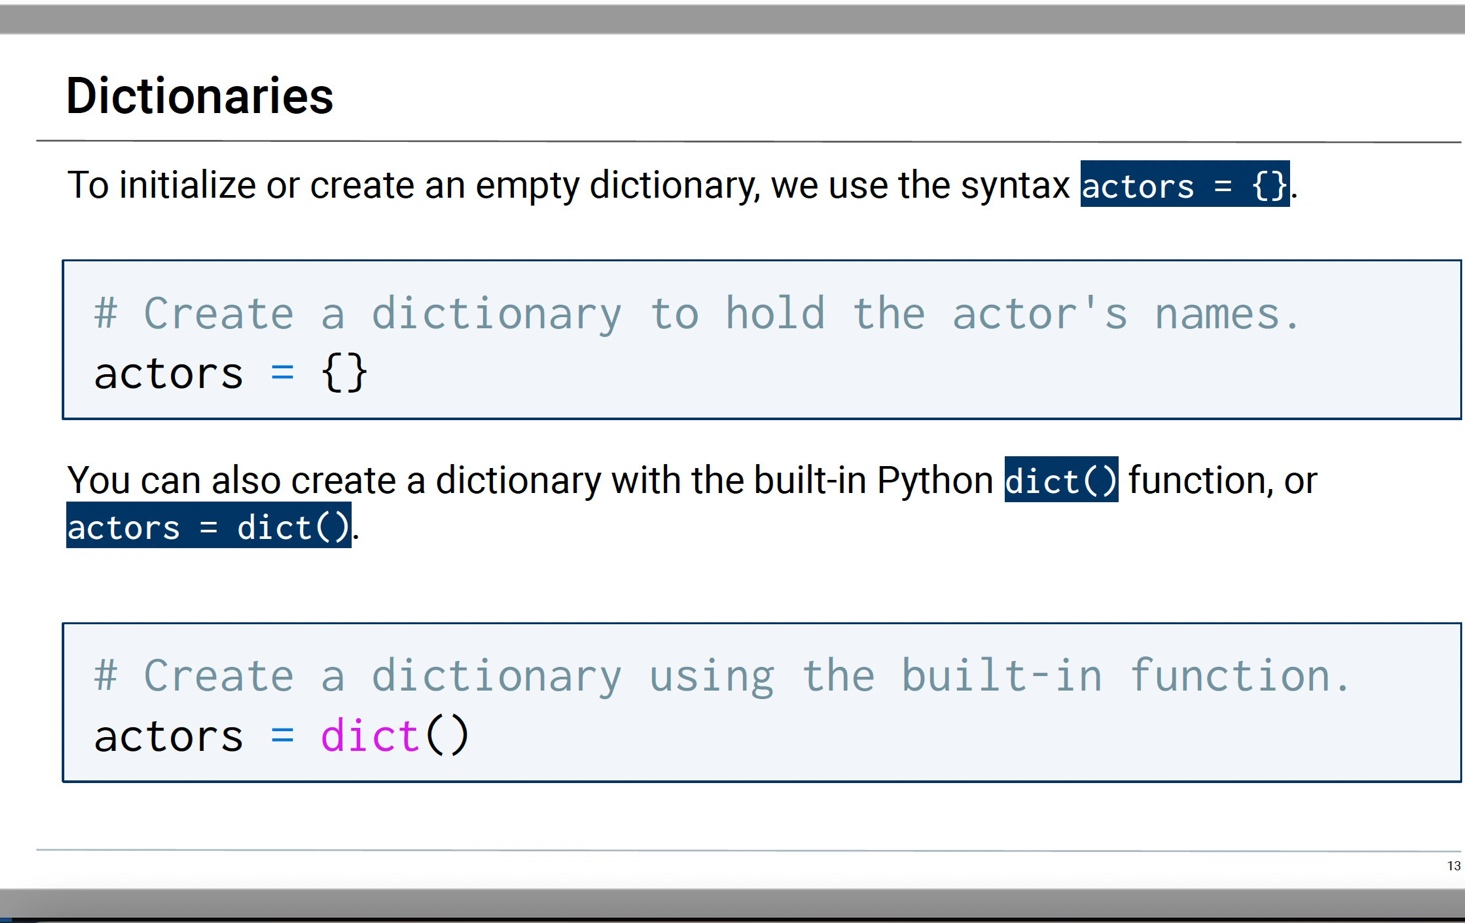 Dictionaries
To initialize or create an empty dictionary, we use the syntax actors = {}.
# Create a dictionary to hold the actor's names.
actors = {}
You can also create a dictionary with the built-in Python dict() function, or
actors = dict().
# Create a dictionary using the built-in function.
actors = dict()
13